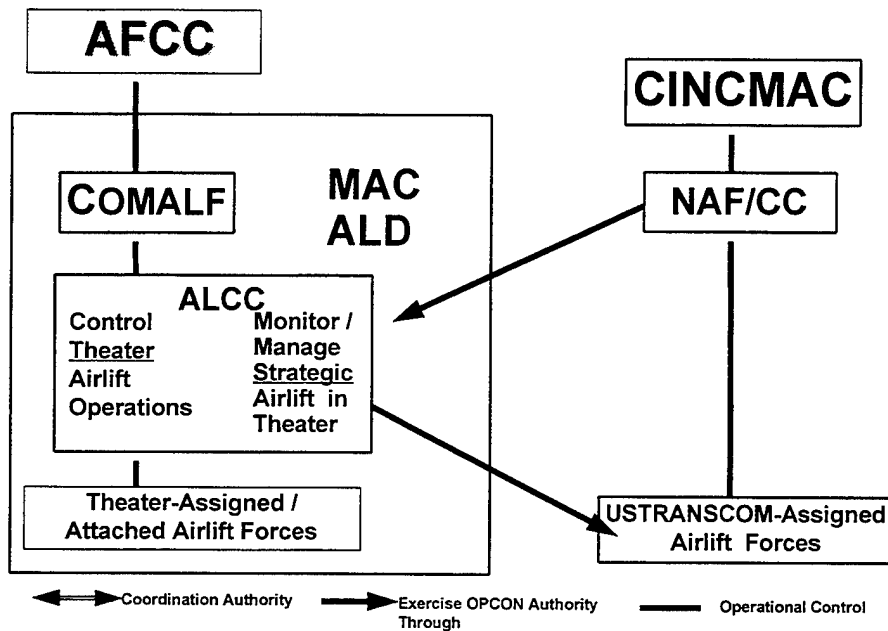 AFCC
CINCMAC
COMALF
MAC
ALD
NAF/CC
ALCC
Control
Theater
Airlift
Operations
Monitor /
Manage
Strategic
Airlift in
Theater
Theater-Assigned /
Attached Airlift Forces
USTRANSCOM-Assigned
Airlift Forces
Coordination Authority
Exercise OPCON Authority
Through
Operational Control